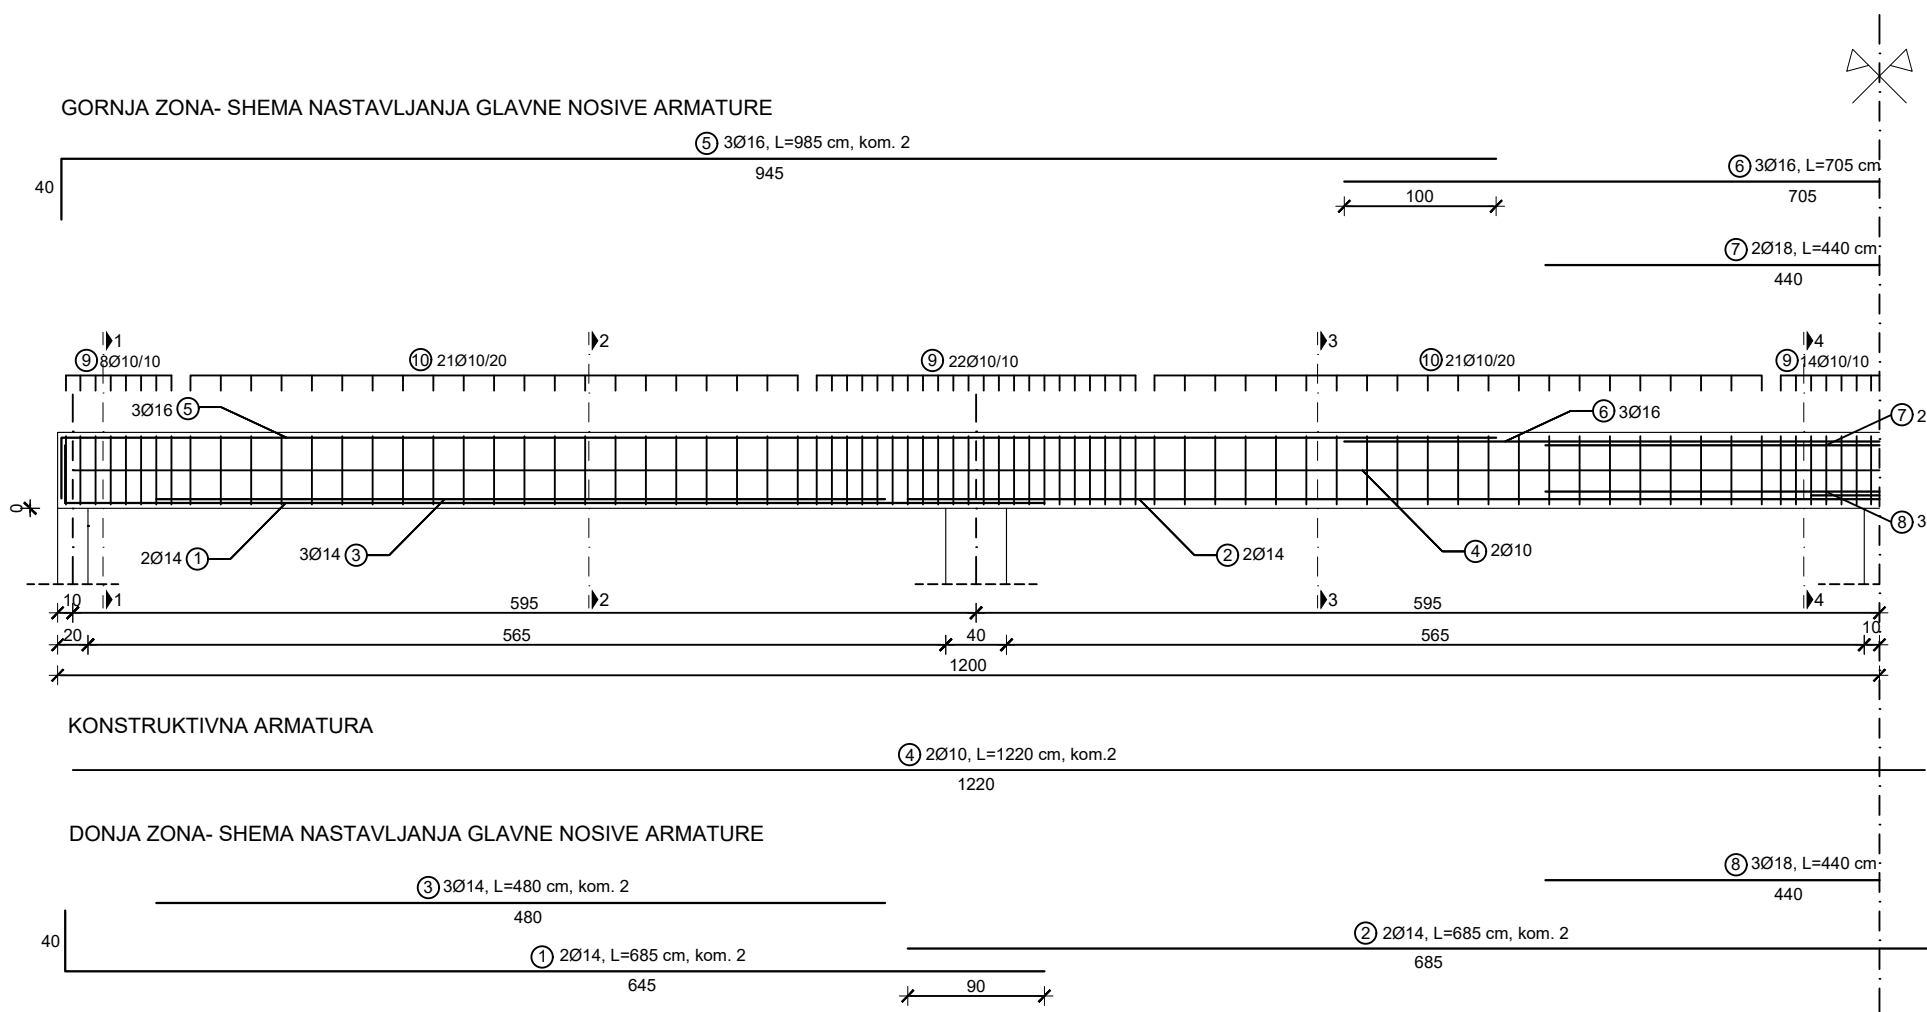 GORNJA ZONA- SHEMA NASTAVLJANJA GLAVNE NOSIVE ARMATURE
5 3Ø16, L=985 cm, kom. 2
945
40
6 3Ø16, L=705 cm
100
705
7 2Ø18, L=440 cm
440
1
2
3
4
9 8Ø10/10
10 21Ø10/20
9 22Ø10/10
10 21Ø10/20
9 14Ø10/10
3Ø16 5
6 3Ø16
7 2
0
2Ø14 1
3Ø14 3
2 2Ø14
4 2Ø10
8 3
10
1
595
2
3
595
4
20
565
40
565
10
1200
KONSTRUKTIVNA ARMATURA
4 2Ø10, L=1220 cm, kom.2
1220
DONJA ZONA- SHEMA NASTAVLJANJA GLAVNE NOSIVE ARMATURE
3 3Ø14, L=480 cm, kom. 2
480
8 3Ø18, L=440 cm
440
40
1 2Ø14, L=685 cm, kom. 2
645
2 2Ø14, L=685 cm, kom. 2
685
90